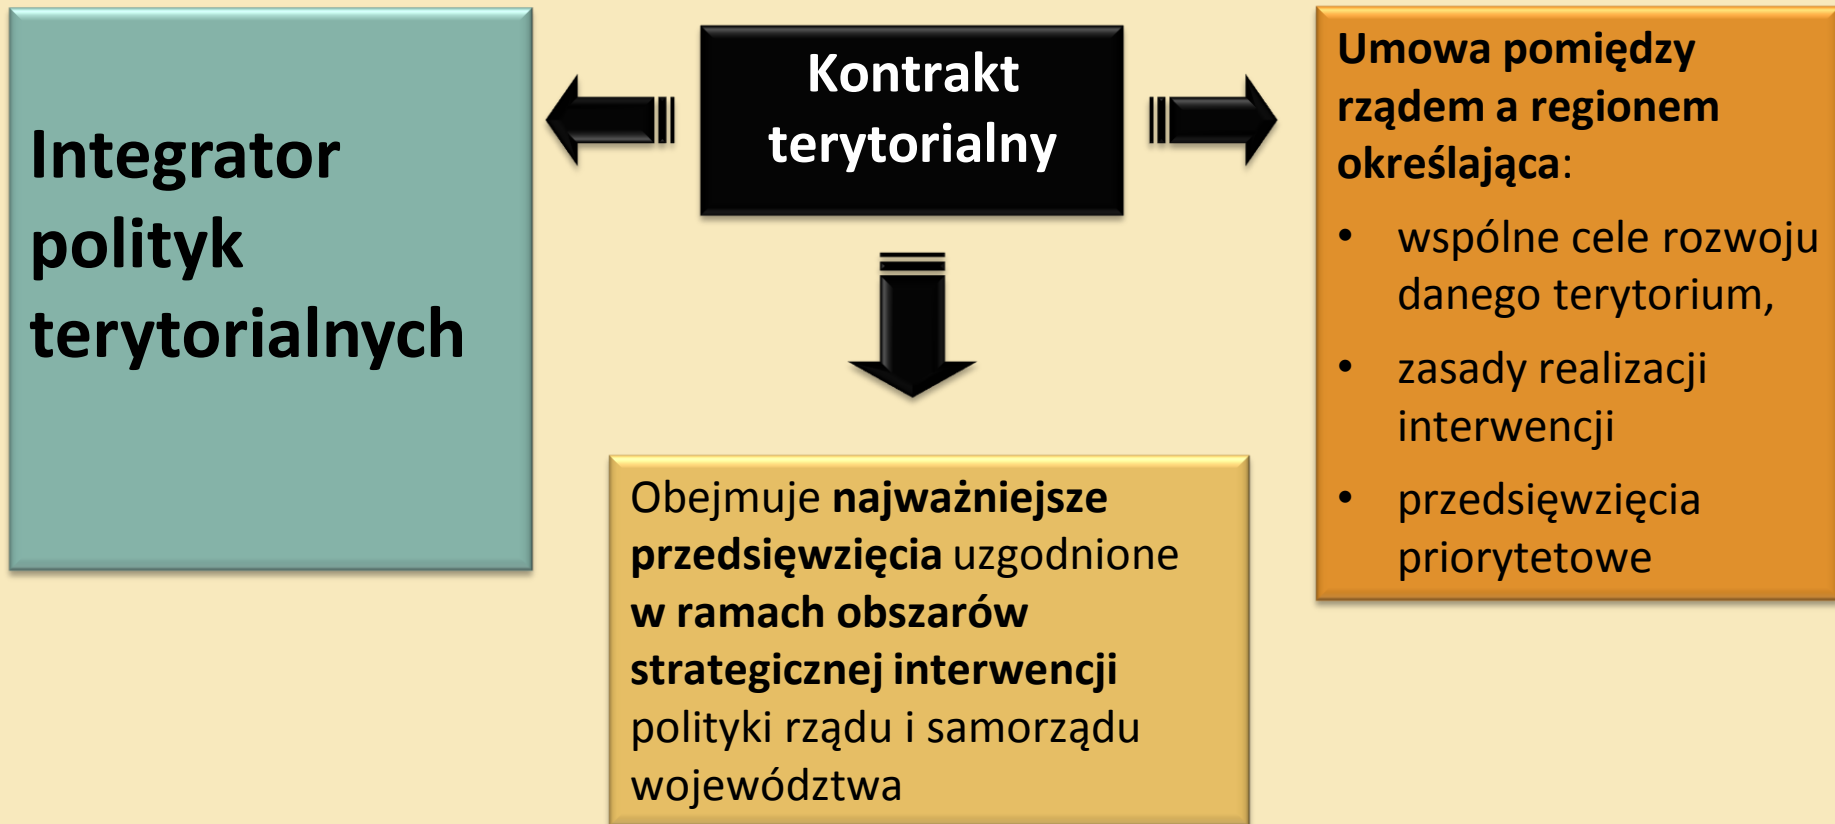 Integrator
polityk
terytorialnych
Kontrakt
terytorialny
Umowa pomiędzy
rządem a regionem
określająca:
• wspólne cele rozwoju
danego terytorium,
• zasady realizacji
interwencji
• przedsięwzięcia
priorytetowe
Obejmuje najważniejsze
przedsięwzięcia uzgodnione
w ramach obszarów
strategicznej interwencji
polityki rządu i samorządu
województwa